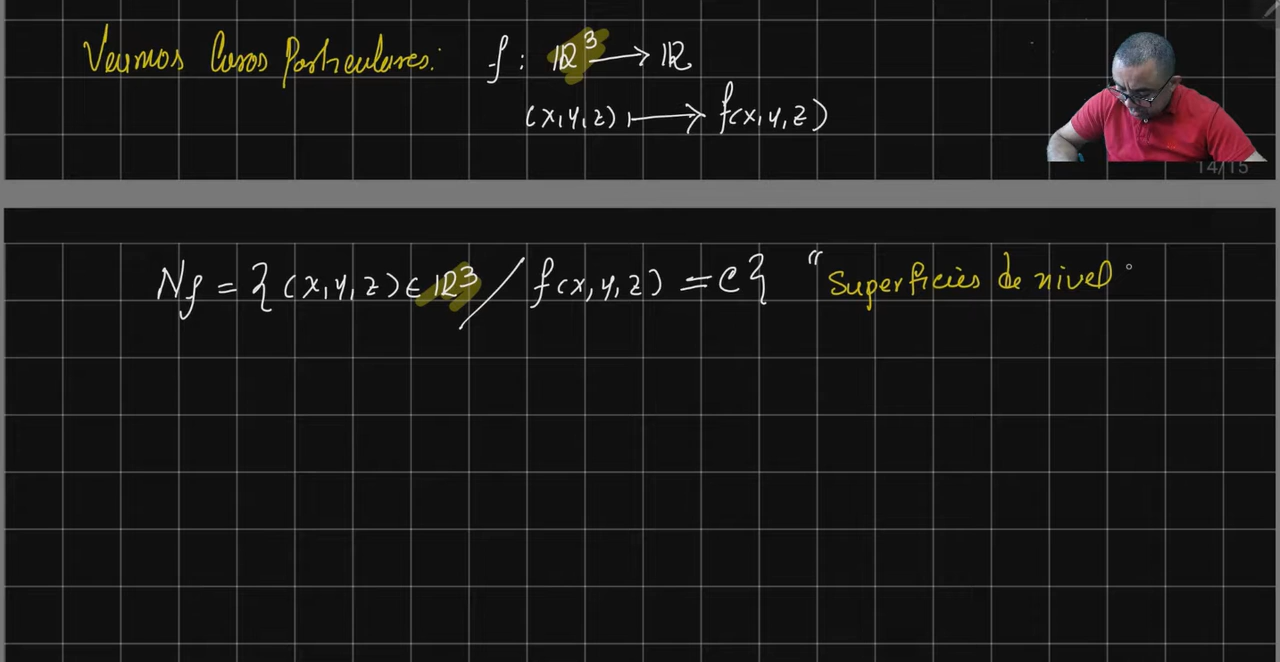 Veamos Casos Particulares: f: ℝ³ → ℝ
(x,y,z) ↦ f(x,y,z)
14/15
Nf = { (x,y,z) ∈ ℝ³ / f(x,y,z) = c } "Superficies de nivel